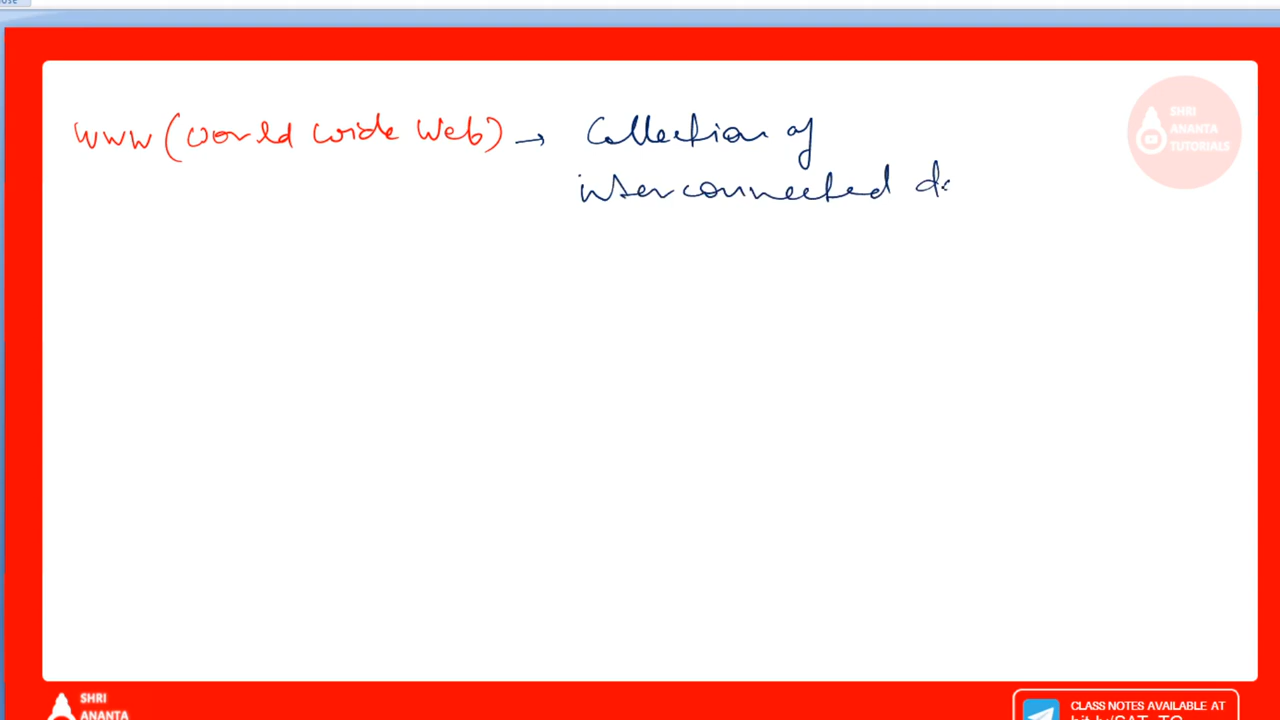 www (World Wide Web) → Collection of
interconnected
SHRI
ANANTA
TUTORIALS
SHRI
ANANTA
CLASS NOTES AVAILABLE AT